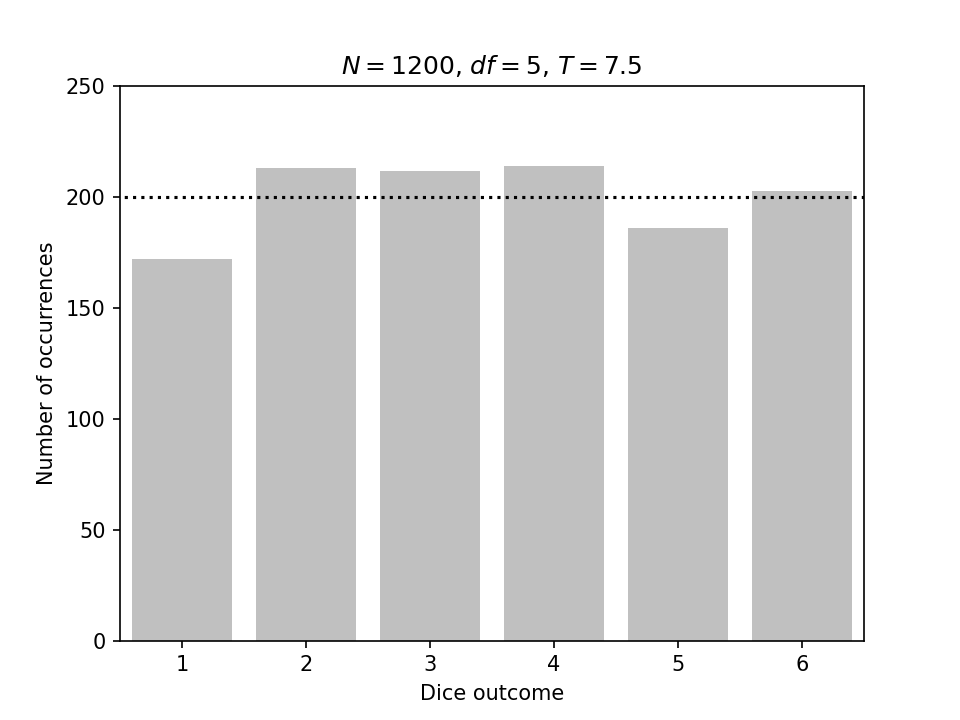 N = 1200, df = 5, T = 7.5
250
200
150
100
50
0
Number of occurrences
1 2 3 4 5 6
Dice outcome